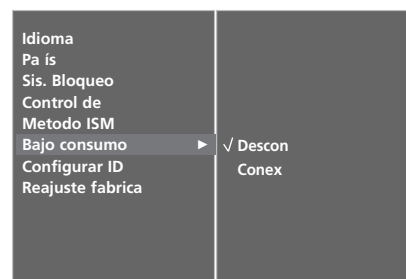 Idioma
Pa ís
Sis. Bloqueo
Control de
Metodo ISM
Bajo consumo ► √ Descon
Configurar ID Conex
Reajuste fabrica